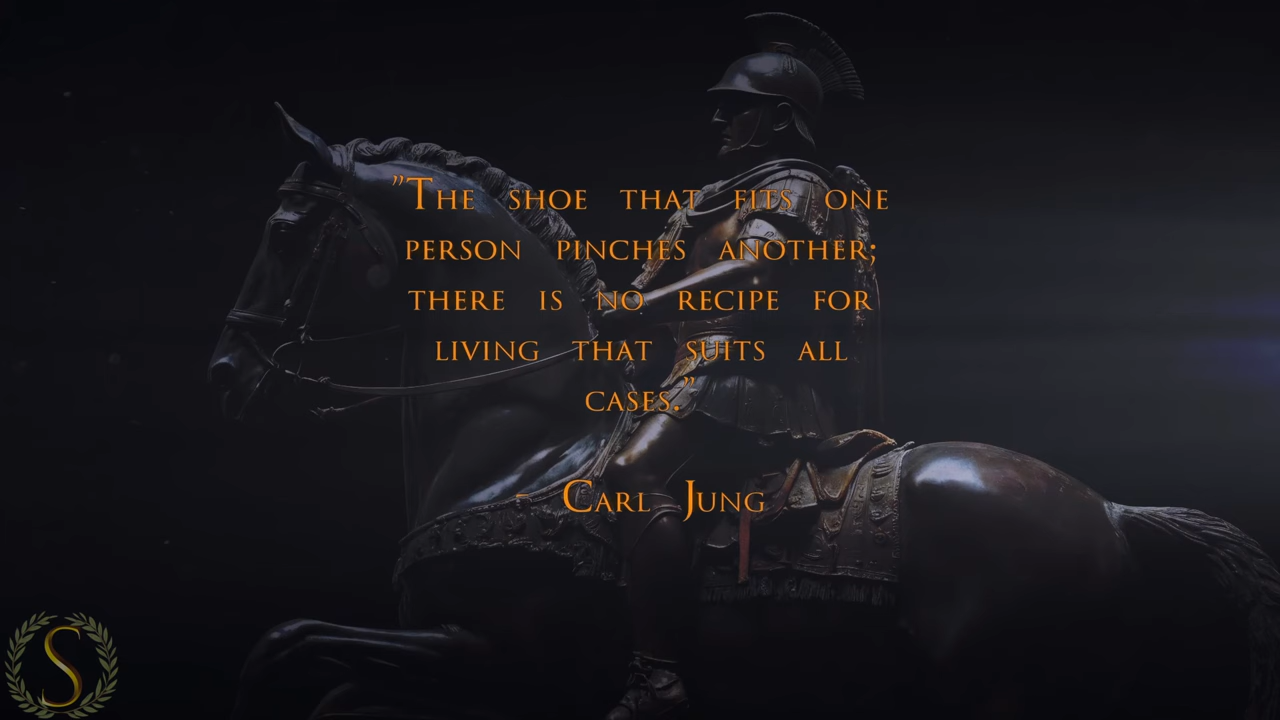 "The shoe that fits one
person pinches another;
there is no recipe for
living that suits all
cases."
- Carl Jung
S